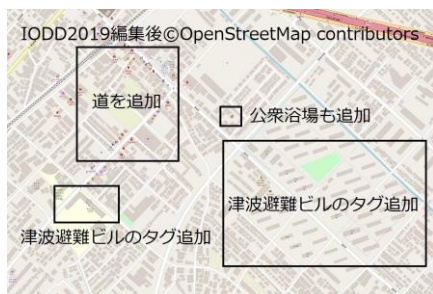 IODD2019編集後©OpenStreetMap contributors
道を追加
公衆浴場も追加
津波避難ビルのタグ追加
津波避難ビルのタグ追加